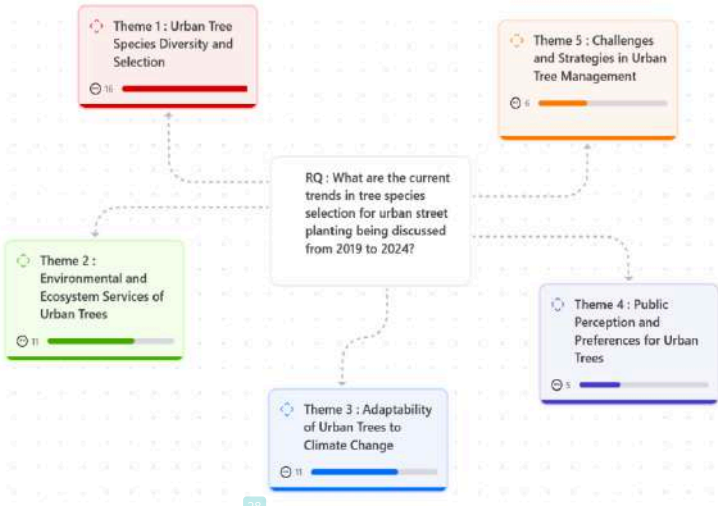 Theme 1 : Urban Tree
Species Diversity and
Selection
16
Theme 5 : Challenges
and Strategies in Urban
Tree Management
6
RQ : What are the current
trends in tree species
selection for urban street
planting being discussed
from 2019 to 2024?
Theme 2 :
Environmental and
Ecosystem Services of
Urban Trees
11
Theme 4 : Public
Perception and
Preferences for Urban
Trees
5
Theme 3 : Adaptability
of Urban Trees to
Climate Change
11